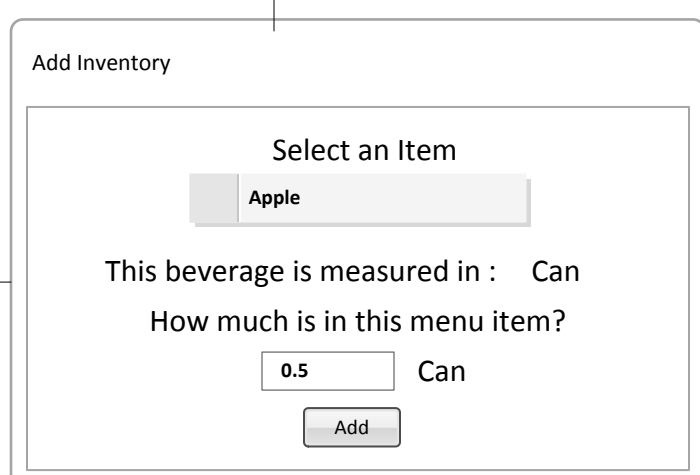 Add Inventory
Select an Item
Apple
This beverage is measured in : Can
How much is in this menu item?
0.5 Can
Add